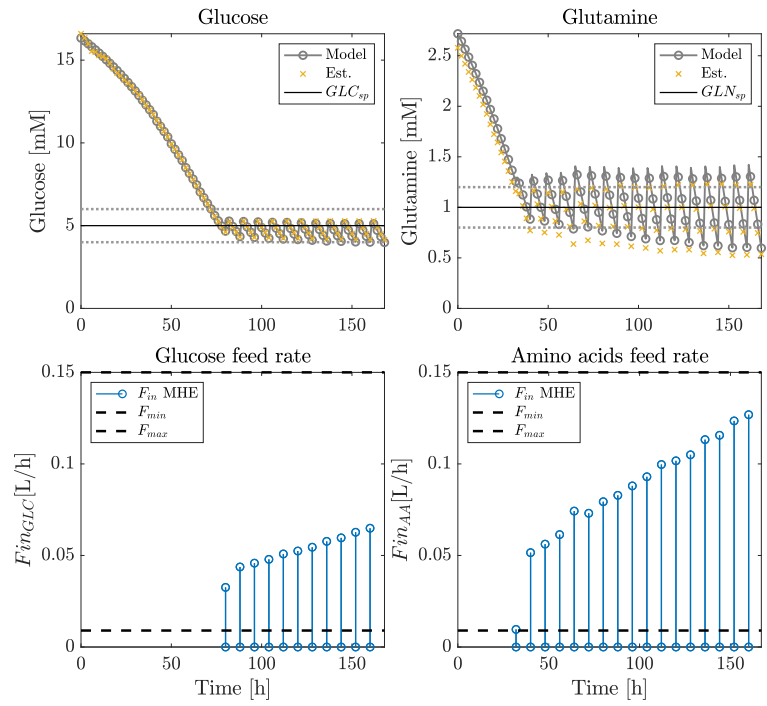 Glucose
Glucose [mM]
15
10
5
0
0
50
100
150
Model
Est.
GLC_sp
Glutamine
Glutamine [mM]
2.5
2
1.5
1
0.5
0
0
50
100
150
Model
Est.
GLN_sp
Glucose feed rate
Fin_GLC[L/h]
0.15
0.1
0.05
0
0
50
100
150
Time [h]
F_in MHE
F_min
F_max
Amino acids feed rate
Fin_AA[L/h]
0.15
0.1
0.05
0
0
50
100
150
Time [h]
F_in MHE
F_min
F_max